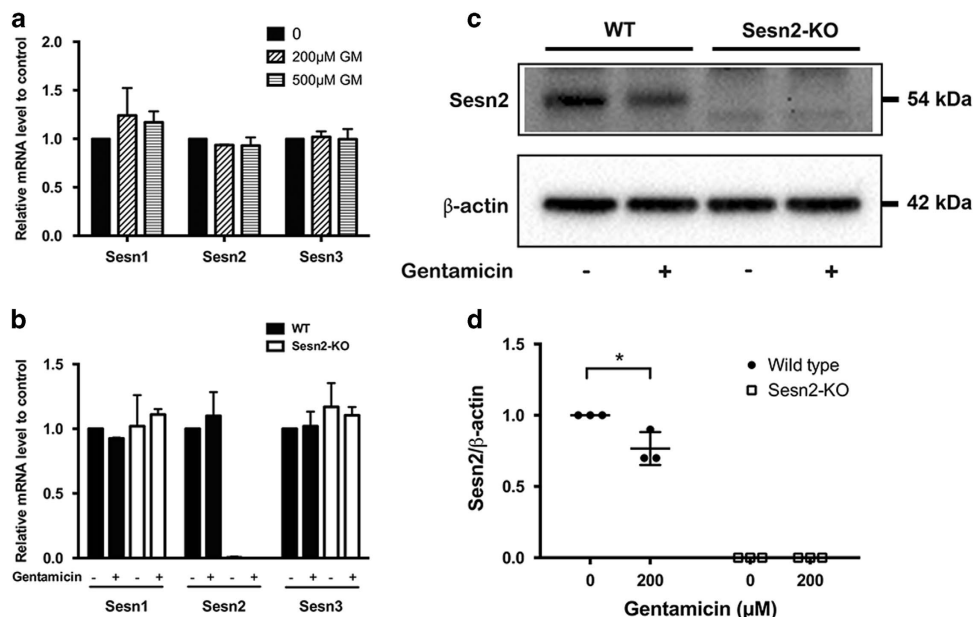 a
Relative mRNA level to control
2.0
1.5
1.0
0.5
0.0
0
200µM GM
500µM GM
Sesn1 Sesn2 Sesn3
b
Relative mRNA level to control
1.5
1.0
0.5
0.0
WT
Sesn2-KO
Gentamicin - + - + - + - + - + - +
Sesn1 Sesn2 Sesn3
c
WT Sesn2-KO
Sesn2 54 kDa
β-actin 42 kDa
Gentamicin - + - +
d
Sesn2/β-actin
1.5
1.0
0.5
0.0
*
Wild type
Sesn2-KO
0 200 0 200
Gentamicin (µM)